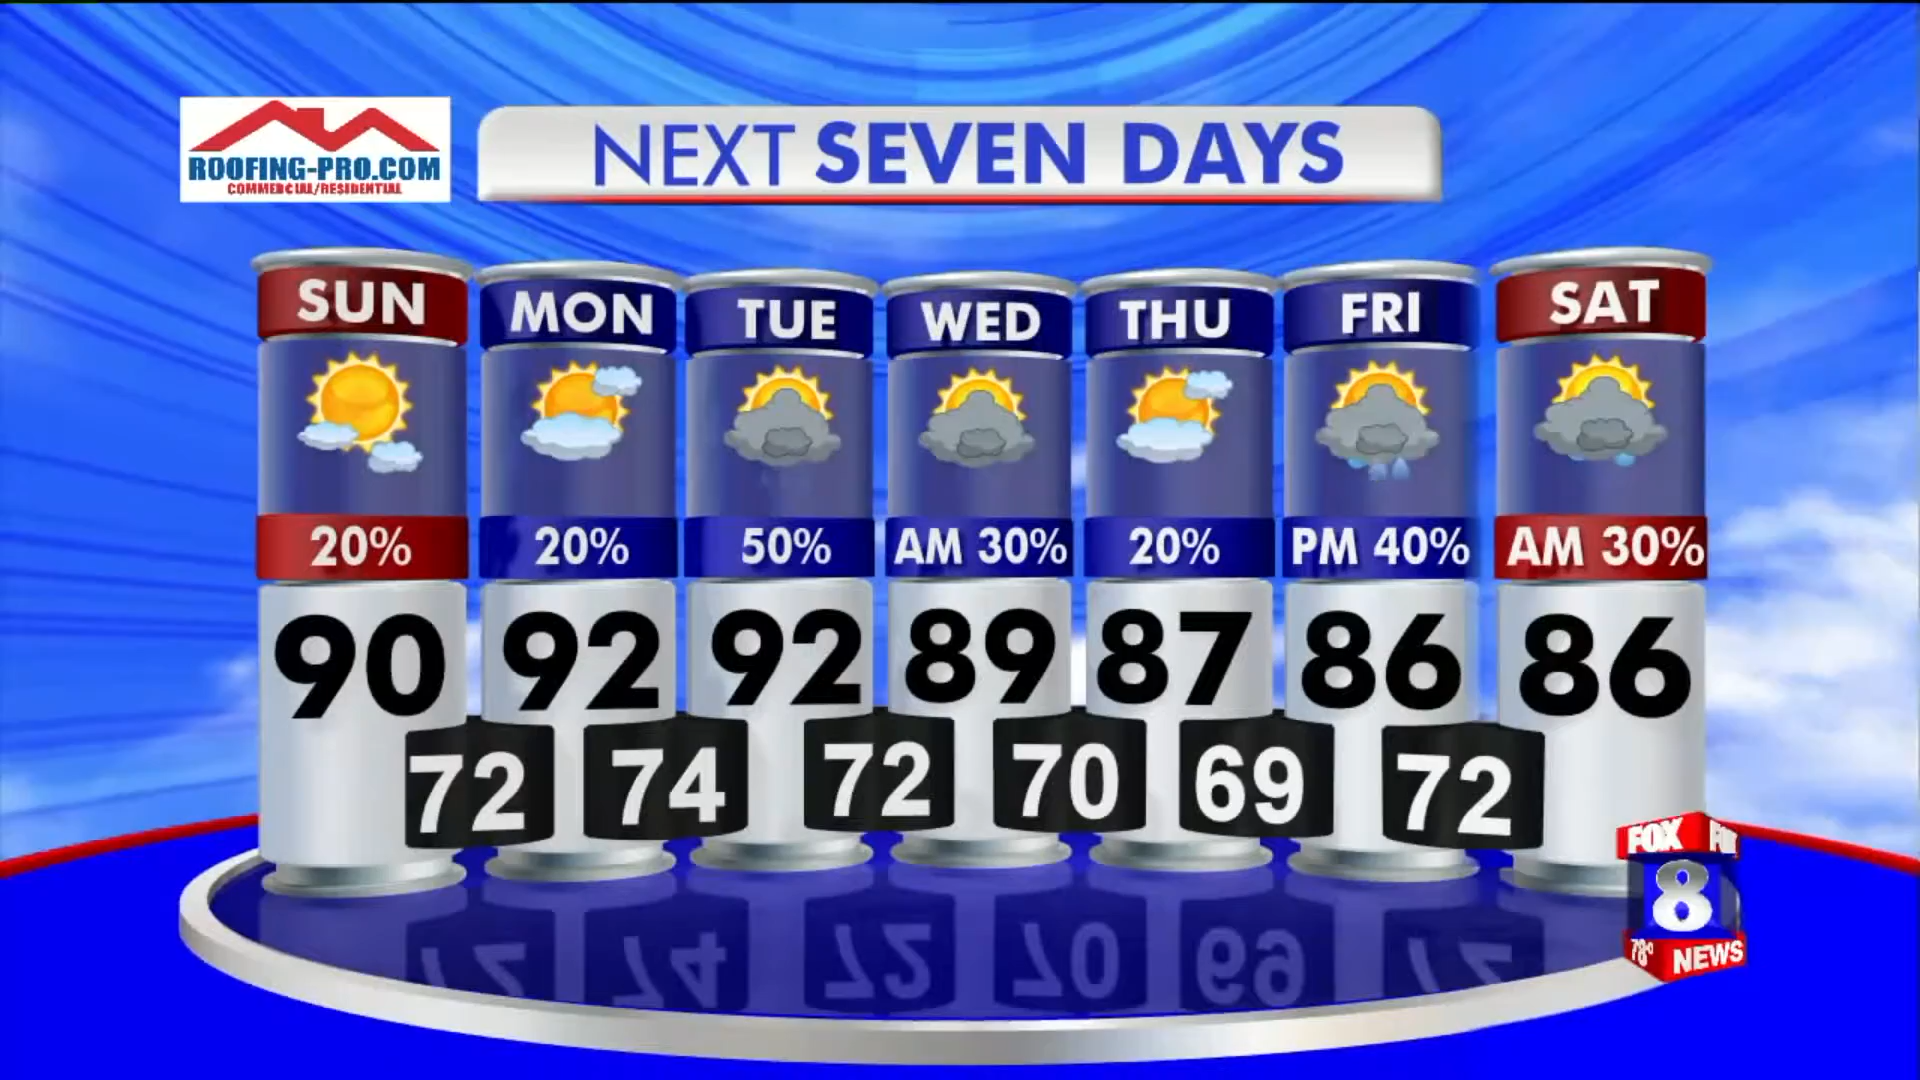 ROOFING-PRO.COM
COMMERCIAL/RESIDENTIAL
NEXT SEVEN DAYS
SUN MON TUE WED THU FRI SAT
20% 20% 50% AM 30% 20% PM 40% AM 30%
90 92 92 89 87 86 86
72 74 72 70 69 72
FOX FOX
8
78° NEWS